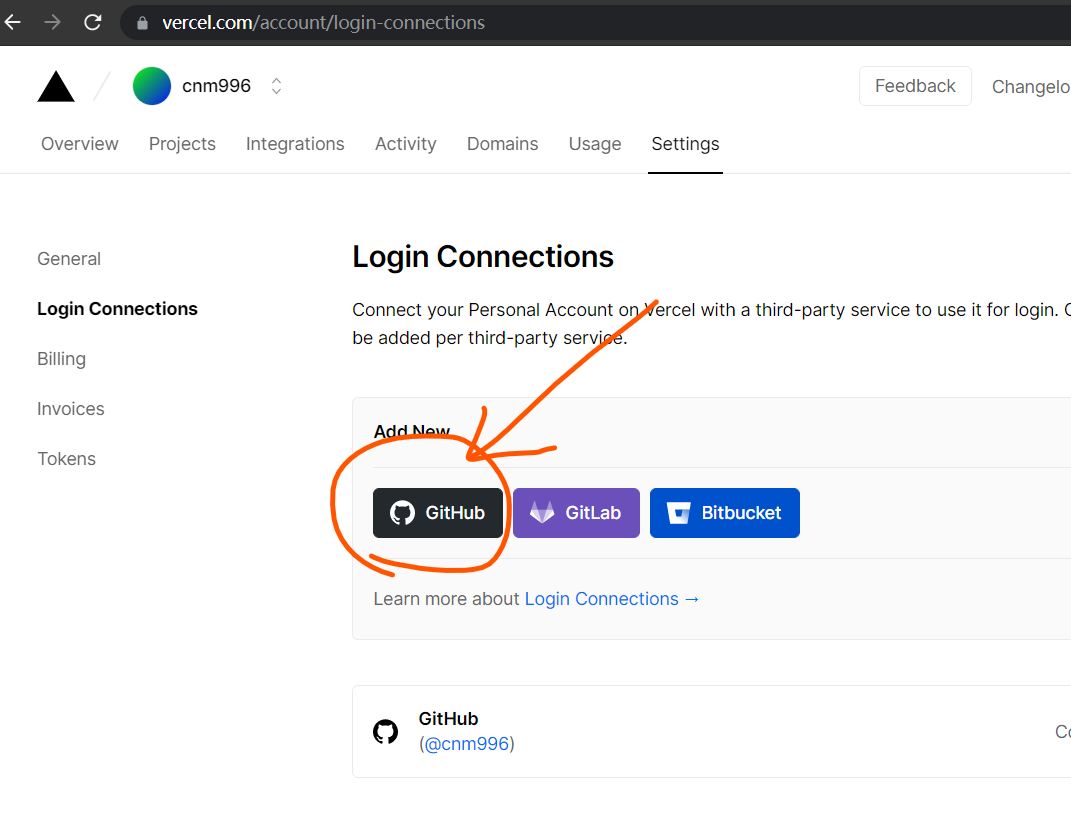 vercel.com/account/login-connections
cnm996
Feedback
Changelo
Overview Projects Integrations Activity Domains Usage Settings
General
Login Connections
Billing
Invoices
Tokens
Login Connections
Connect your Personal Account on Vercel with a third-party service to use it for login.
be added per third-party service.
Add New
GitHub GitLab Bitbucket
Learn more about Login Connections →
GitHub
(@cnm996)
Co